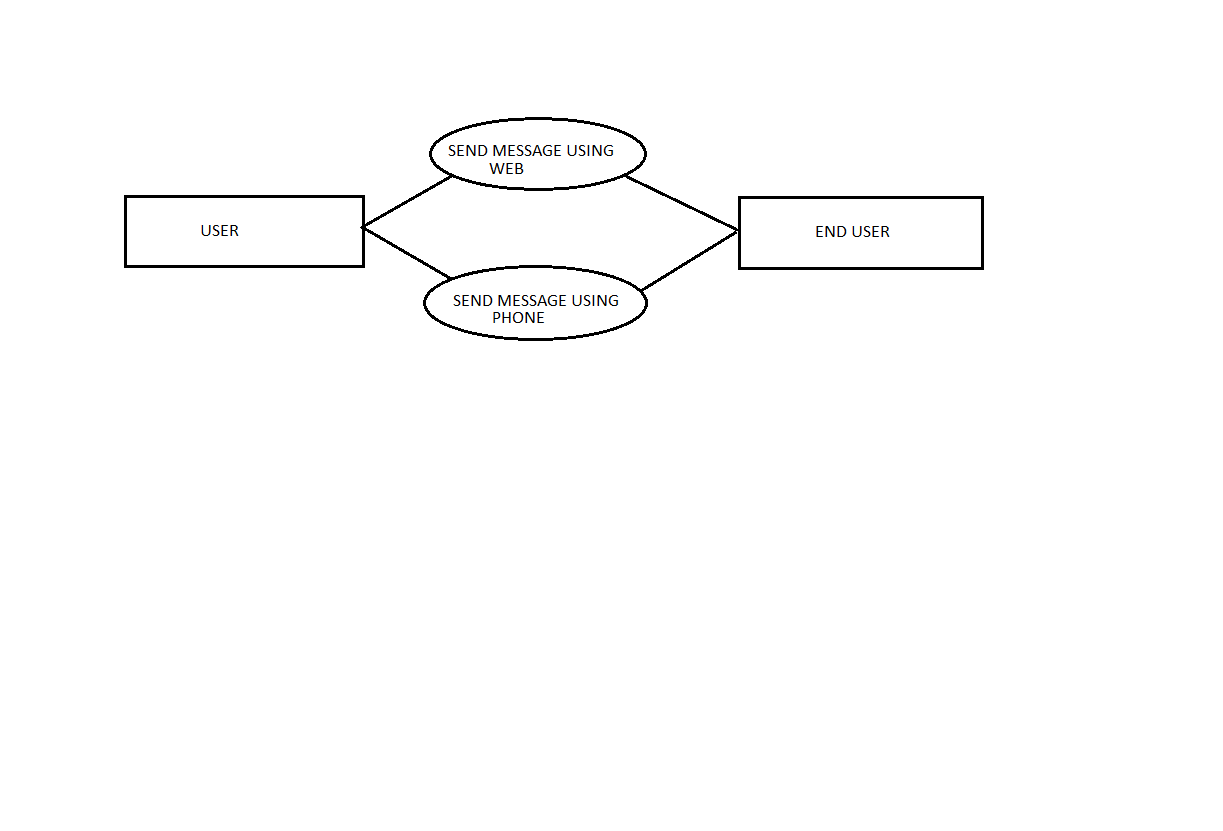 SEND MESSAGE USING
WEB
USER
END USER
SEND MESSAGE USING
PHONE